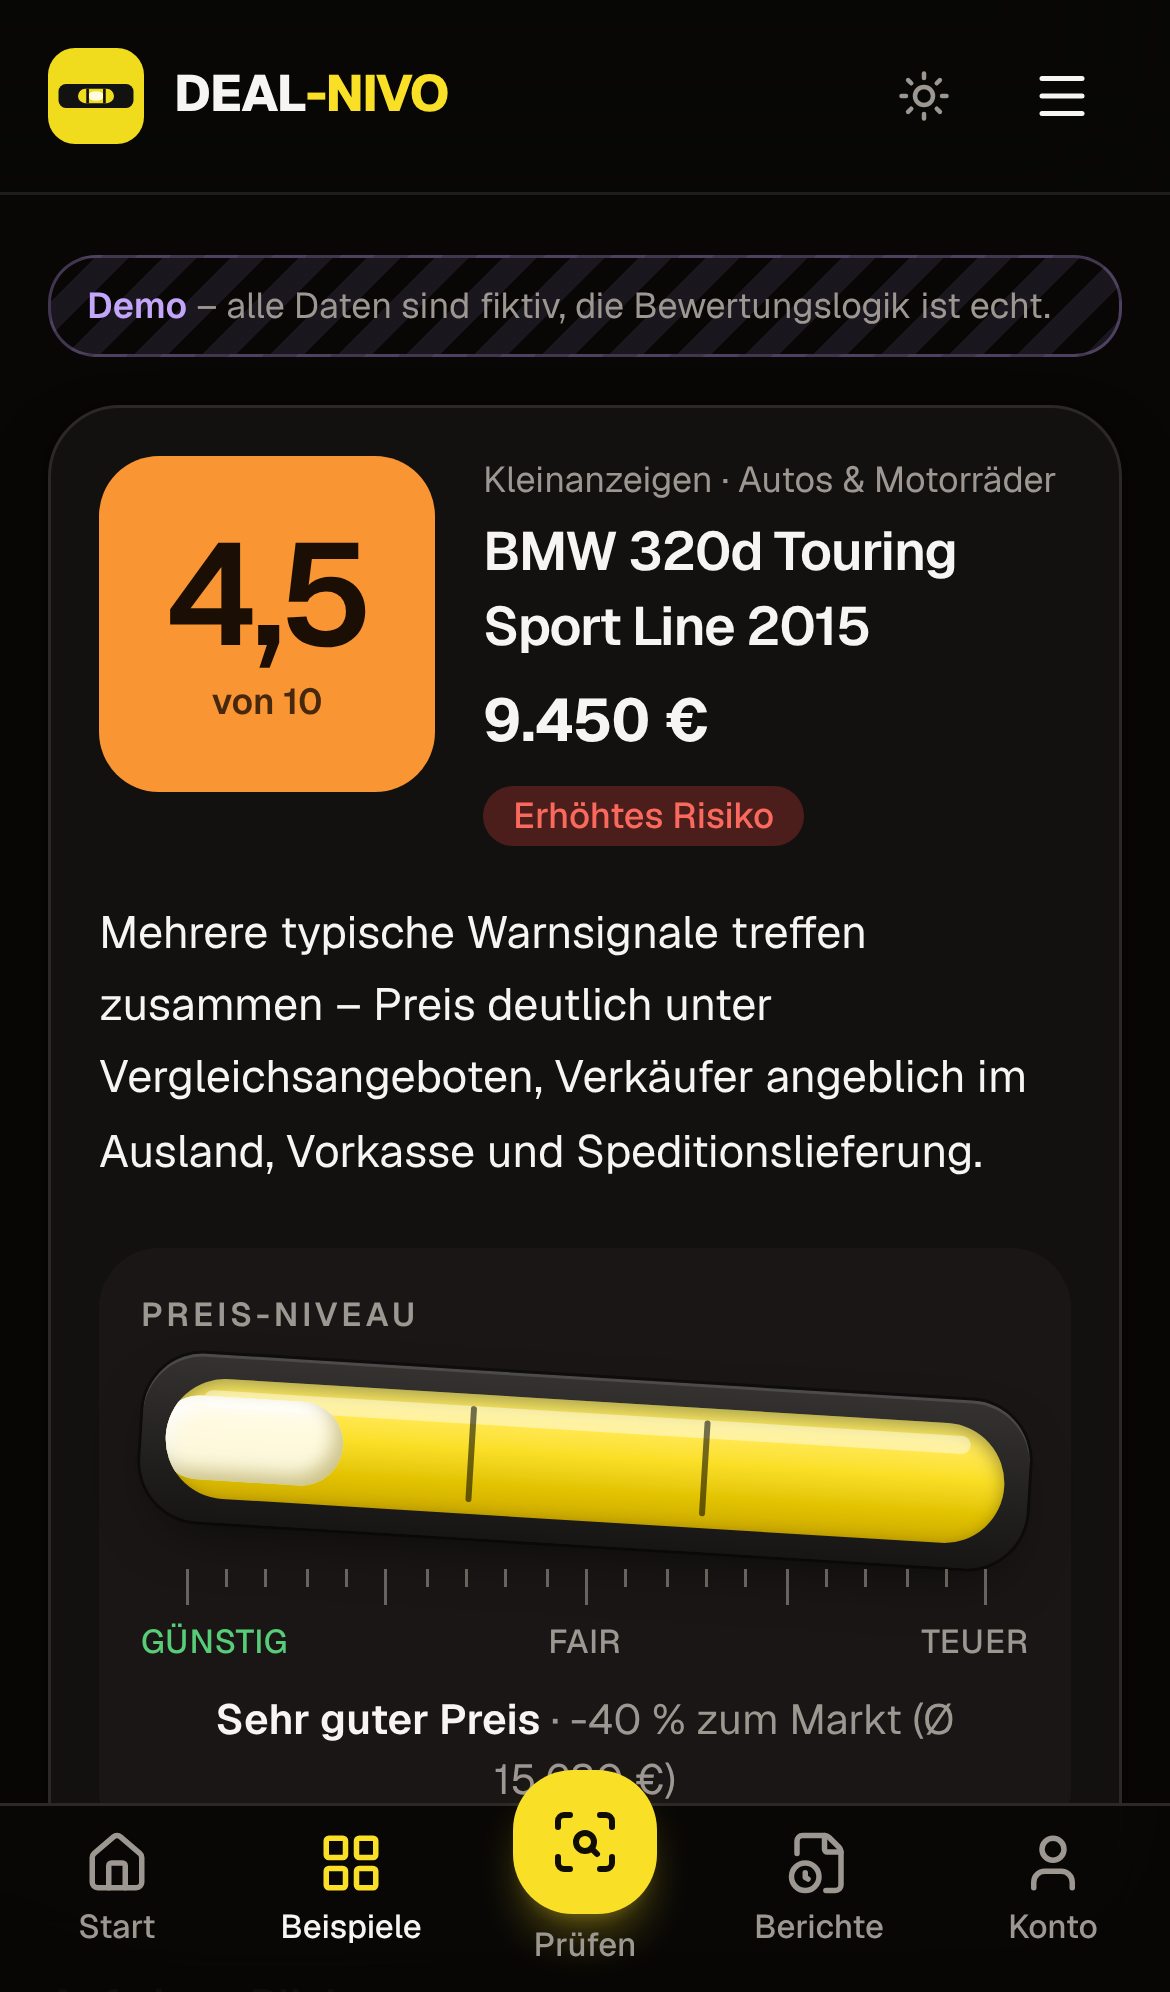 DEAL-NIVO
Demo – alle Daten sind fiktiv, die Bewertungslogik ist echt.
4,5
von 10
Kleinanzeigen · Autos & Motorräder
BMW 320d Touring
Sport Line 2015
9.450 €
Erhöhtes Risiko
Mehrere typische Warnsignale treffen
zusammen – Preis deutlich unter
Vergleichsangeboten, Verkäufer angeblich im
Ausland, Vorkasse und Speditionslieferung.
PREIS-NIVEAU
GÜNSTIG FAIR TEUER
Sehr guter Preis · -40 % zum Markt (Ø
€)
Start Beispiele Prüfen Berichte Konto